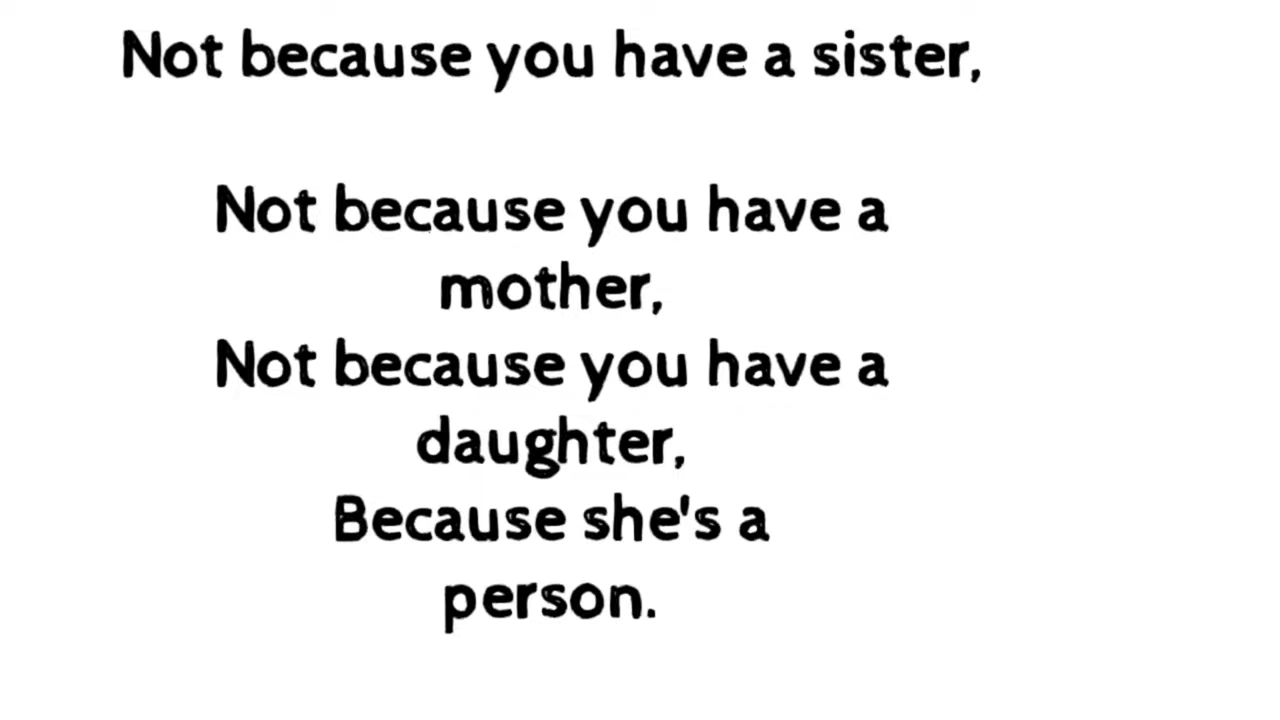 Not because you have a sister,
Not because you have a
mother,
Not because you have a
daughter,
Because she's a
person.